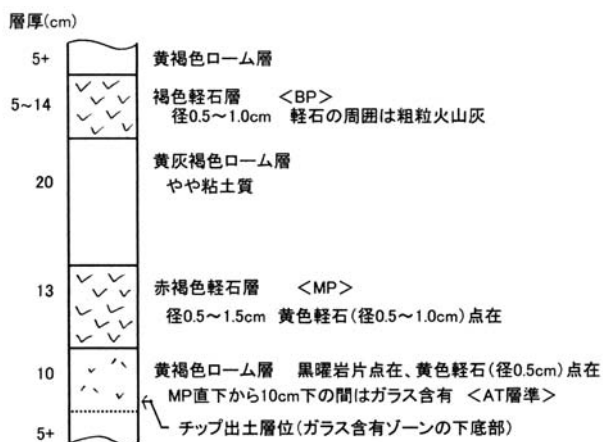 層厚(cm)
5+ 黄褐色ローム層
5~14 褐色軽石層 <BP>
径0.5~1.0cm 軽石の周囲は粗粒火山灰
20 黄灰褐色ローム層
やや粘土質
13 赤褐色軽石層 <MP>
径0.5~1.5cm 黄色軽石(径0.5~1.0cm)点在
10 黄褐色ローム層 黒曜岩片点在、黄色軽石(径0.5cm)点在
MP直下から10cm下の間はガラス含有 <AT層準>
チップ出土層位(ガラス含有ゾーンの下底部)
5+